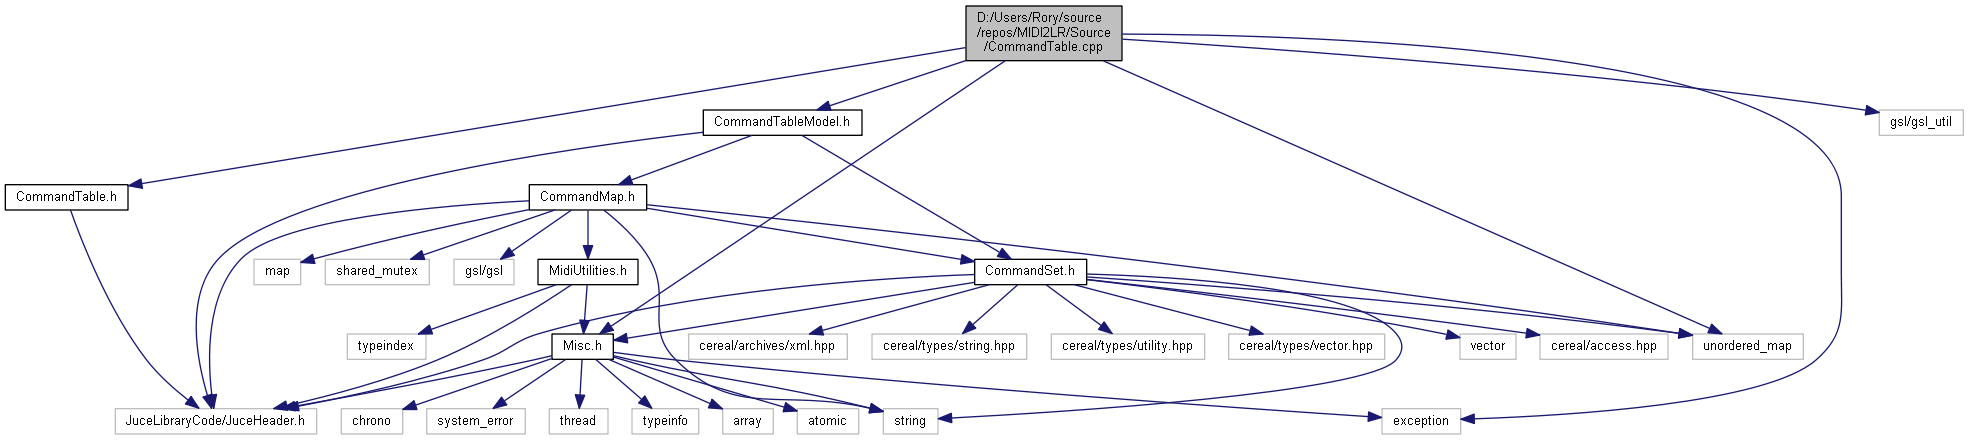 D:/Users/Rory/source
/repos/MIDI2LR/Source
/CommandTable.cpp
CommandTableModel.h
gsl/gsl_util
CommandTable.h
CommandMap.h
map
shared_mutex
gsl/gsl
MidiUtilities.h
CommandSet.h
typeindex
Misc.h
cereal/archives/xml.hpp
cereal/types/string.hpp
cereal/types/utility.hpp
cereal/types/vector.hpp
vector
cereal/access.hpp
unordered_map
JuceLibraryCode/JuceHeader.h
chrono
system_error
thread
typeinfo
array
atomic
string
exception